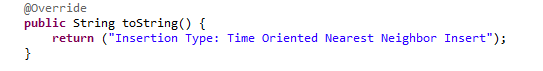 @Override
public String toString() {
    return ("Insertion Type: Time Oriented Nearest Neighbor Insert");
}